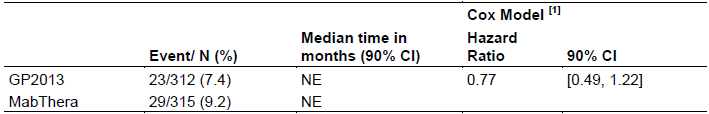 Cox Model [1]
Median time in Hazard
Event/ N (%) months (90% CI) Ratio 90% CI
GP2013 23/312 (7.4) NE 0.77 [0.49, 1.22]
MabThera 29/315 (9.2) NE